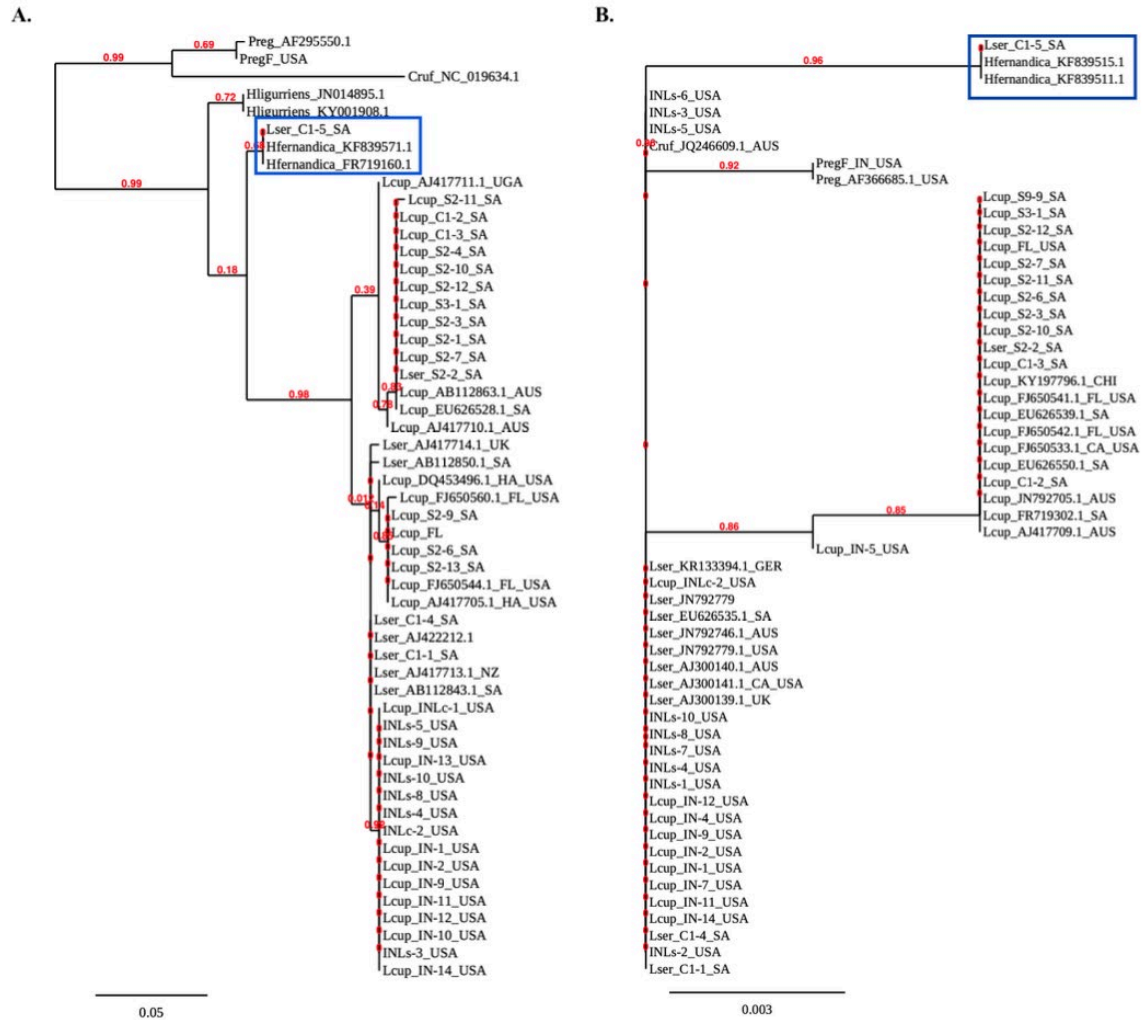 A.
0.69
Preg_AF295550.1
PregF_USA
0.99
Cruf_NC_019634.1
0.72
Hligurriens_JN014895.1
Hligurriens_KY001908.1
Lser_C1-5_SA
Hfernandica_KF839571.1
Hfernandica_FR719160.1
0.99
Lcup_AJ417711.1_UGA
Lcup_S2-11_SA
Lcup_C1-2_SA
Lcup_C1-3_SA
Lcup_S2-4_SA
0.18
Lcup_S2-10_SA
Lcup_S2-12_SA
0.39
Lcup_S3-1_SA
Lcup_S2-3_SA
Lcup_S2-1_SA
Lcup_S2-7_SA
Lser_S2-2_SA
Lcup_AB112863.1_AUS
0.98
Lcup_EU626528.1_SA
Lcup_AJ417710.1_AUS
Lser_AJ417714.1_UK
Lser_AB112850.1_SA
Lcup_DQ453496.1_HA_USA
Lcup_FJ650560.1_FL_USA
Lcup_S2-9_SA
Lcup_FL
Lcup_S2-6_SA
Lcup_S2-13_SA
Lcup_FJ650544.1_FL_USA
Lcup_AJ417705.1_HA_USA
Lser_C1-4_SA
Lser_AJ422212.1
Lser_C1-1_SA
Lser_AJ417713.1_NZ
Lser_AB112843.1_SA
Lcup_INLc-1_USA
INLs-5_USA
INLs-9_USA
Lcup_IN-13_USA
INLs-10_USA
INLs-8_USA
INLs-4_USA
INLc-2_USA
Lcup_IN-1_USA
Lcup_IN-2_USA
Lcup_IN-9_USA
Lcup_IN-11_USA
Lcup_IN-12_USA
Lcup_IN-10_USA
INLs-3_USA
Lcup_IN-14_USA
0.05
B.
Lser_C1-5_SA
0.96
Hfernandica_KF839515.1
Hfernandica_KF839511.1
INLs-6_USA
INLs-3_USA
INLs-5_USA
Cruf_JQ246609.1_AUS
0.92
PregF_IN_USA
Preg_AF366685.1_USA
Lcup_S9-9_SA
Lcup_S3-1_SA
Lcup_S2-12_SA
Lcup_FL_USA
Lcup_S2-7_SA
Lcup_S2-11_SA
Lcup_S2-6_SA
Lcup_S2-3_SA
Lcup_S2-10_SA
Lser_S2-2_SA
Lcup_C1-3_SA
Lcup_KY197796.1_CHI
Lcup_FJ650541.1_FL_USA
Lcup_EU626539.1_SA
Lcup_FJ650542.1_FL_USA
Lcup_FJ650533.1_CA_USA
Lcup_EU626550.1_SA
Lcup_C1-2_SA
Lcup_JN792705.1_AUS
0.85
Lcup_FR719302.1_SA
0.86
Lcup_AJ417709.1_AUS
Lcup_IN-5_USA
Lser_KR133394.1_GER
Lcup_INLc-2_USA
Lser_JN792779
Lser_EU626535.1_SA
Lser_JN792746.1_AUS
Lser_JN792779.1_USA
Lser_AJ300140.1_AUS
Lser_AJ300141.1_CA_USA
Lser_AJ300139.1_UK
INLs-10_USA
INLs-8_USA
INLs-7_USA
INLs-4_USA
INLs-1_USA
Lcup_IN-12_USA
Lcup_IN-4_USA
Lcup_IN-9_USA
Lcup_IN-2_USA
Lcup_IN-1_USA
Lcup_IN-7_USA
Lcup_IN-11_USA
Lcup_IN-14_USA
Lser_C1-4_SA
INLs-2_USA
Lser_C1-1_SA
0.003